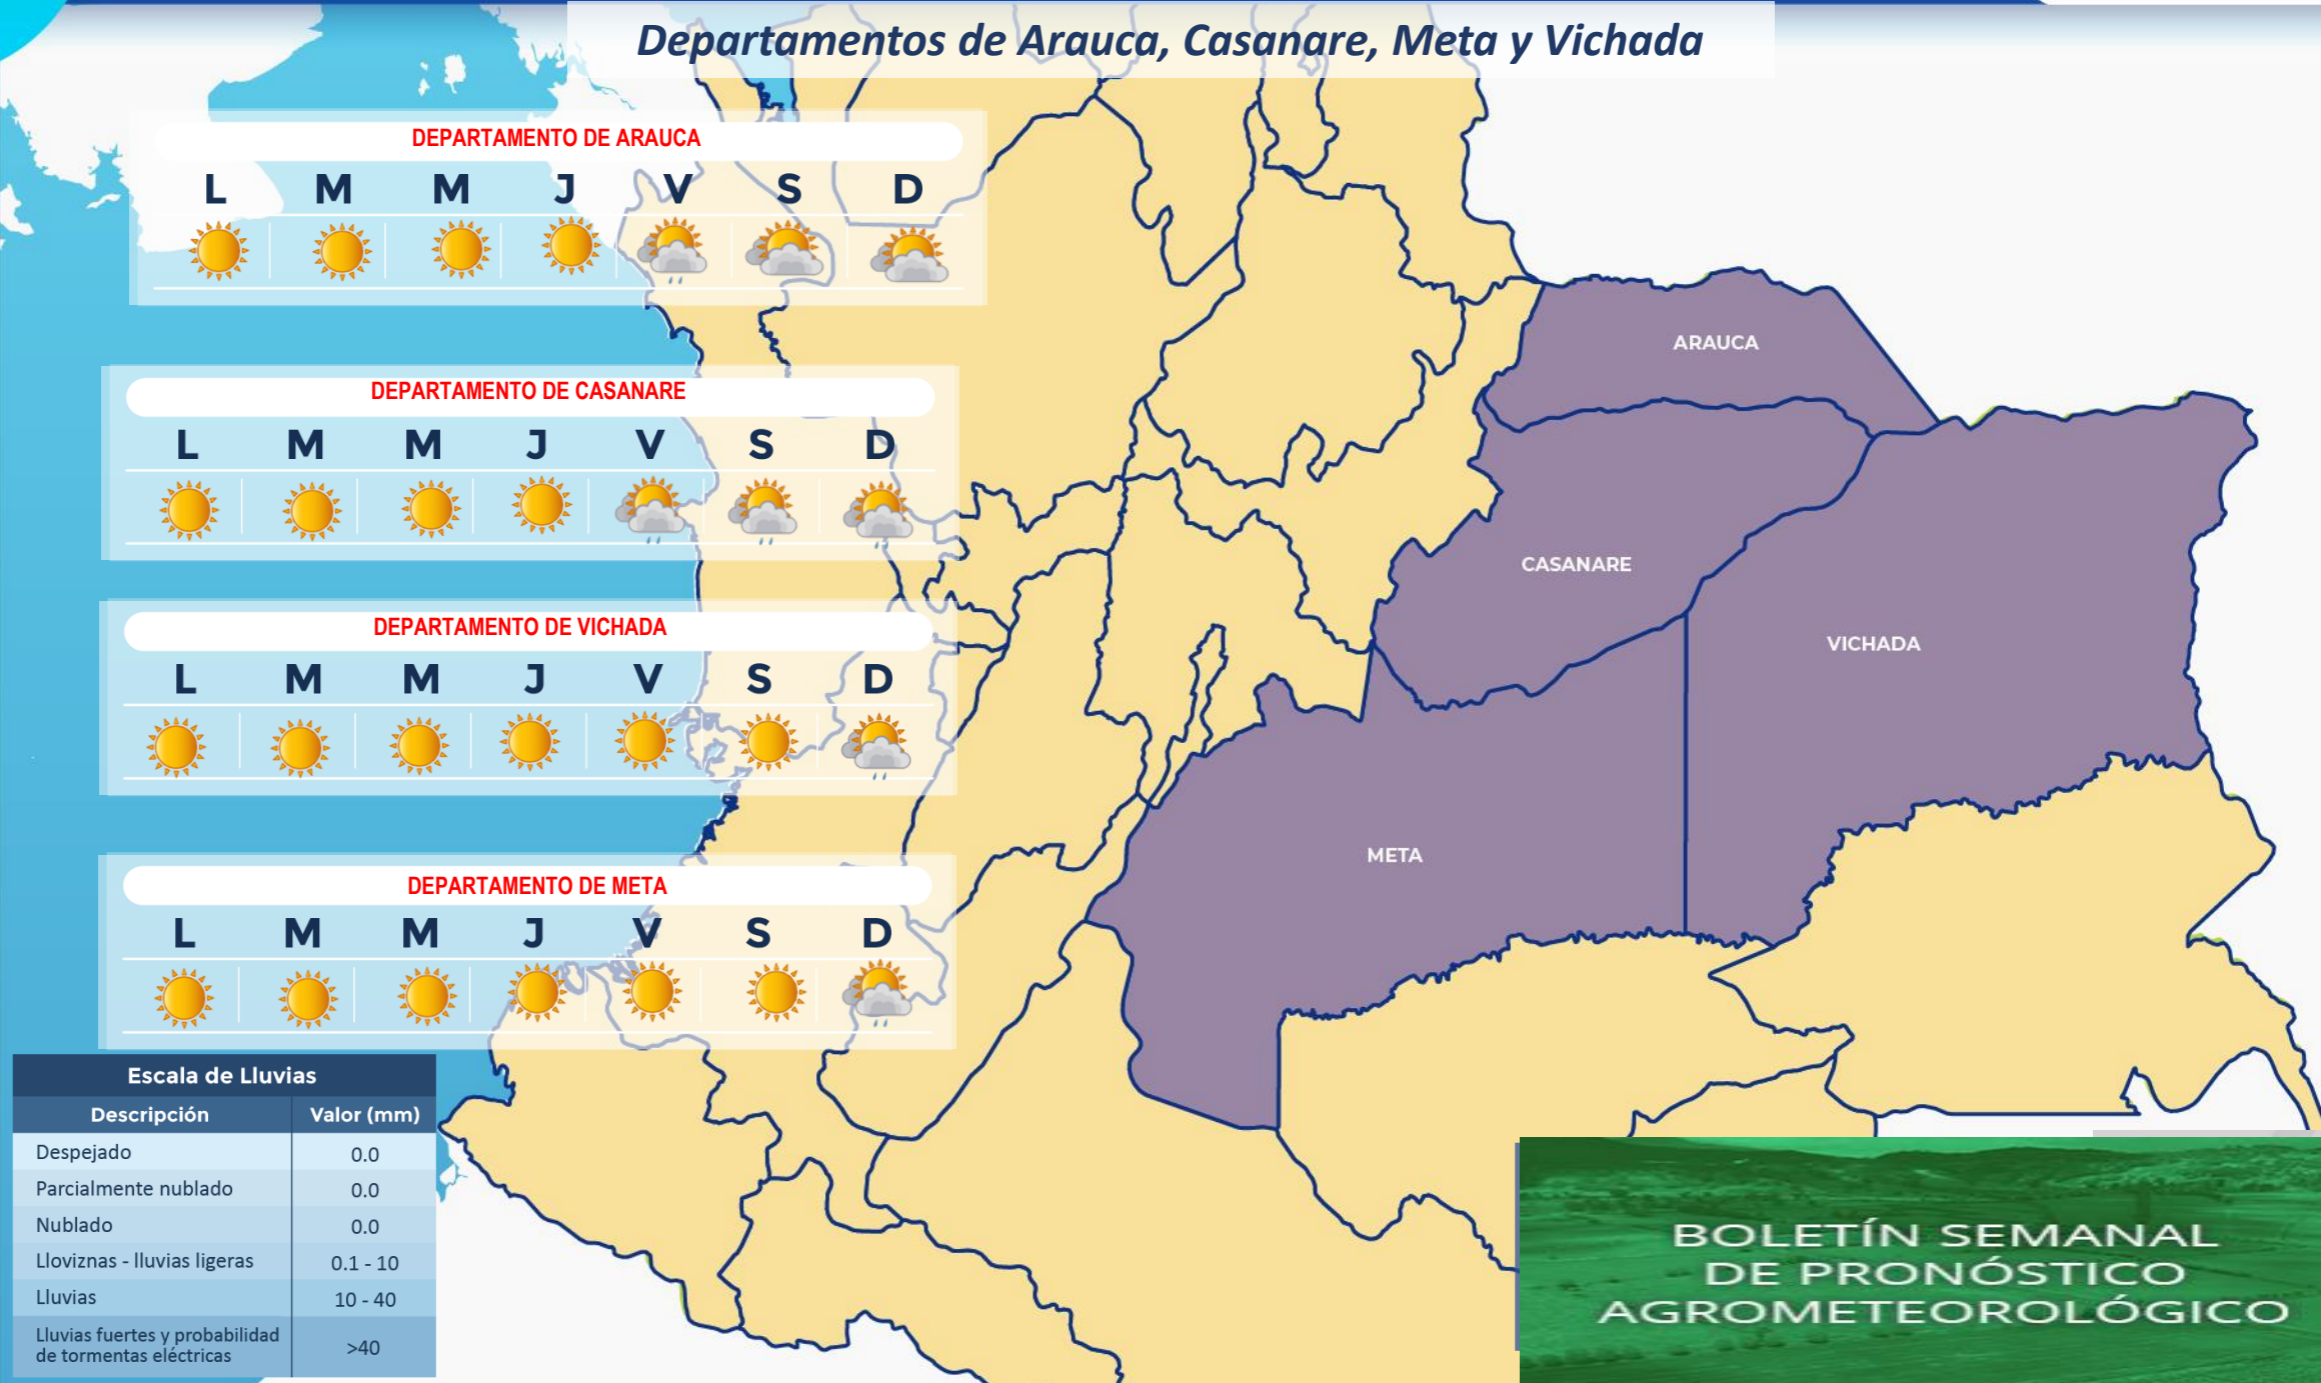 Departamentos de Arauca, Casanare, Meta y Vichada
DEPARTAMENTO DE ARAUCA
L M M J V S D
DEPARTAMENTO DE CASANARE
L M M J V S D
DEPARTAMENTO DE VICHADA
L M M J V S D
DEPARTAMENTO DE META
L M M J V S D
ARAUCA
CASANARE
VICHADA
META
Escala de Lluvias
Descripción Valor (mm)
Despejado 0.0
Parcialmente nublado 0.0
Nublado 0.0
Lloviznas - lluvias ligeras 0.1 - 10
Lluvias 10 - 40
Lluvias fuertes y probabilidad
de tormentas eléctricas >40
BOLETÍN SEMANAL
DE PRONÓSTICO
AGROMETEOROLÓGICO